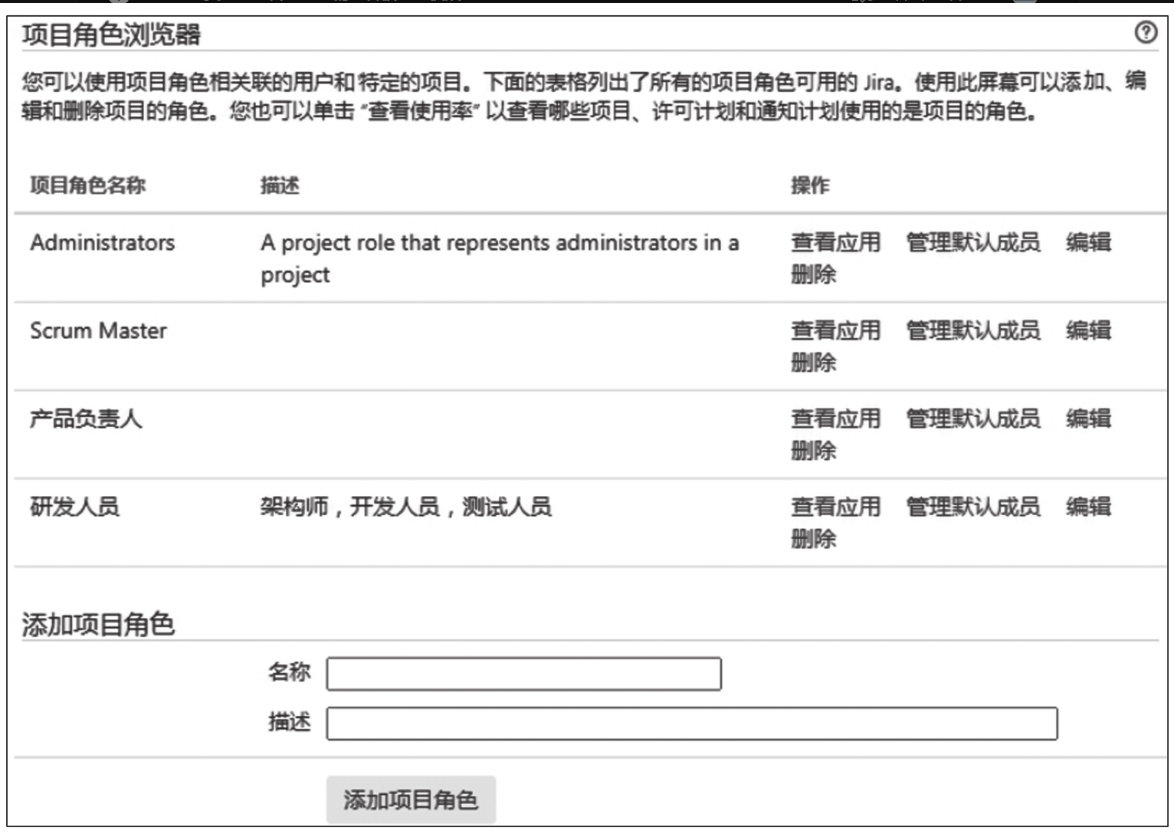 项目角色浏览器
您可以使用项目角色相关联的用户和特定的项目。下面的表格列出了所有的项目角色可用的 Jira。使用此屏幕可以添加、编
辑和删除项目的角色。您也可以单击 “查看使用率” 以查看哪些项目、许可计划和通知计划使用的是项目的角色。
项目角色名称 描述 操作
Administrators A project role that represents administrators in a 查看应用 管理默认成员 编辑
project 删除
Scrum Master 查看应用 管理默认成员 编辑
删除
产品负责人 查看应用 管理默认成员 编辑
删除
研发人员 架构师，开发人员，测试人员 查看应用 管理默认成员 编辑
删除
添加项目角色
名称
描述
添加项目角色